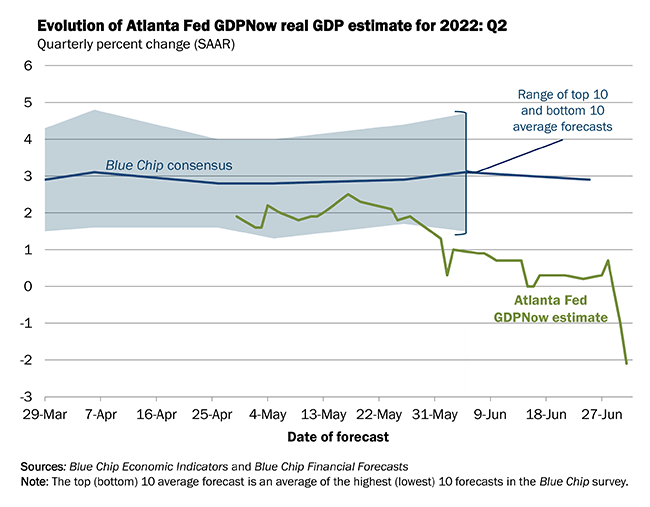 Evolution of Atlanta Fed GDPNow real GDP estimate for 2022: Q2
Quarterly percent change (SAAR)
6
5
4
3
2
1
0
-1
-2
-3
Range of top 10
and bottom 10
average forecasts
Blue Chip consensus
Atlanta Fed
GDPNow estimate
29-Mar 7-Apr 16-Apr 25-Apr 4-May 13-May 22-May 31-May 9-Jun 18-Jun 27-Jun
Date of forecast
Sources: Blue Chip Economic Indicators and Blue Chip Financial Forecasts
Note: The top (bottom) 10 average forecast is an average of the highest (lowest) 10 forecasts in the Blue Chip survey.